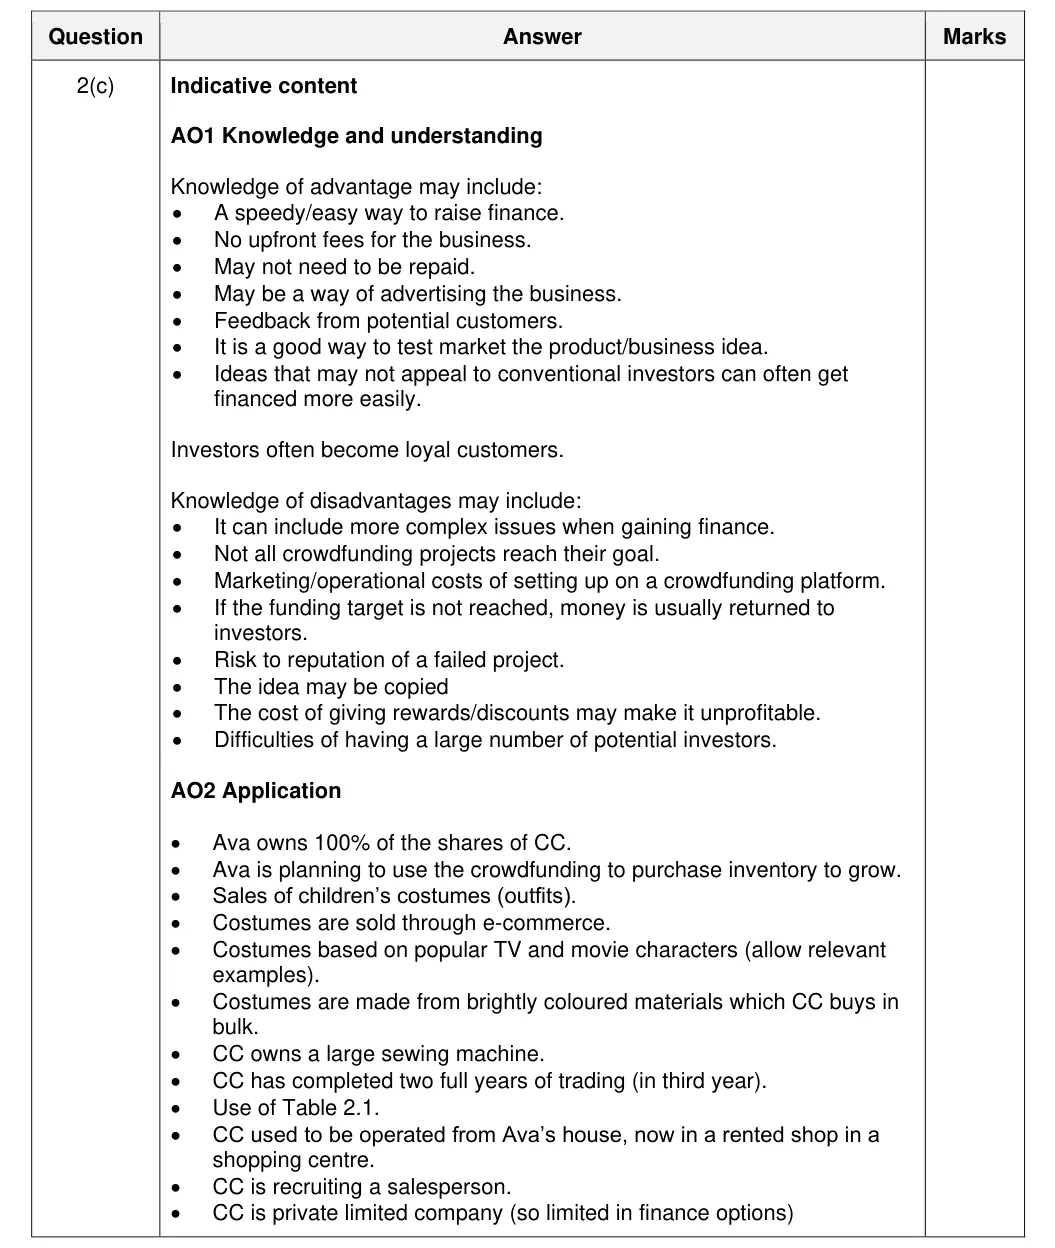 Question Answer Marks
2(c) Indicative content
AO1 Knowledge and understanding
Knowledge of advantage may include:
• A speedy/easy way to raise finance.
• No upfront fees for the business.
• May not need to be repaid.
• May be a way of advertising the business.
• Feedback from potential customers.
• It is a good way to test market the product/business idea.
• Ideas that may not appeal to conventional investors can often get
financed more easily.
Investors often become loyal customers.
Knowledge of disadvantages may include:
• It can include more complex issues when gaining finance.
• Not all crowdfunding projects reach their goal.
• Marketing/operational costs of setting up on a crowdfunding platform.
• If the funding target is not reached, money is usually returned to
investors.
• Risk to reputation of a failed project.
• The idea may be copied
• The cost of giving rewards/discounts may make it unprofitable.
• Difficulties of having a large number of potential investors.
AO2 Application
• Ava owns 100% of the shares of CC.
• Ava is planning to use the crowdfunding to purchase inventory to grow.
• Sales of children’s costumes (outfits).
• Costumes are sold through e-commerce.
• Costumes based on popular TV and movie characters (allow relevant
examples).
• Costumes are made from brightly coloured materials which CC buys in
bulk.
• CC owns a large sewing machine.
• CC has completed two full years of trading (in third year).
• Use of Table 2.1.
• CC used to be operated from Ava’s house, now in a rented shop in a
shopping centre.
• CC is recruiting a salesperson.
• CC is private limited company (so limited in finance options)